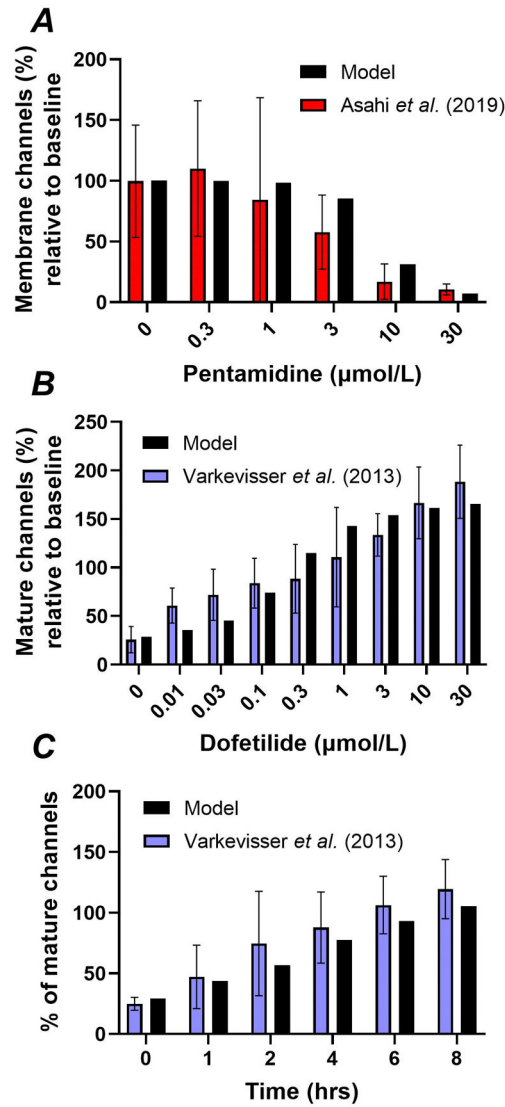 A
Membrane channels (%)
relative to baseline
200
150
100
50
0
Model
Asahi et al. (2019)
0
0.3
1
3
10
30
Pentamidine (µmol/L)
B
Mature channels (%)
relative to baseline
250
200
150
100
50
0
Model
Varkevisser et al. (2013)
0
0.01
0.03
0.1
0.3
1
3
10
30
Dofetilide (µmol/L)
C
% of mature channels
200
150
100
50
0
Model
Varkevisser et al. (2013)
0
1
2
4
6
8
Time (hrs)